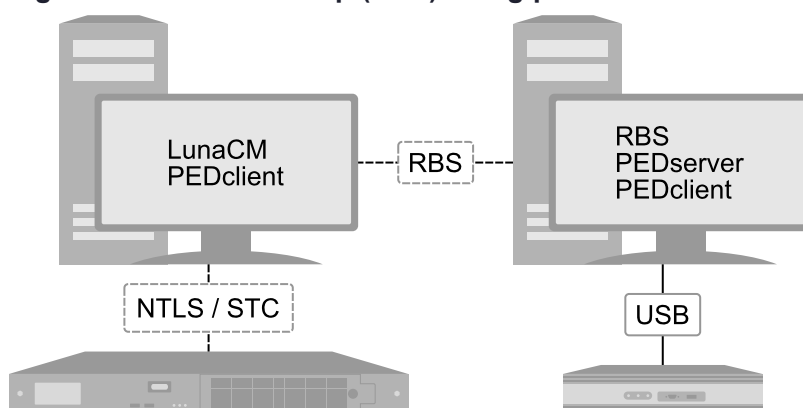 LunaCM
PEDclient
RBS
RBS
PEDserver
PEDclient
NTLS / STC
USB